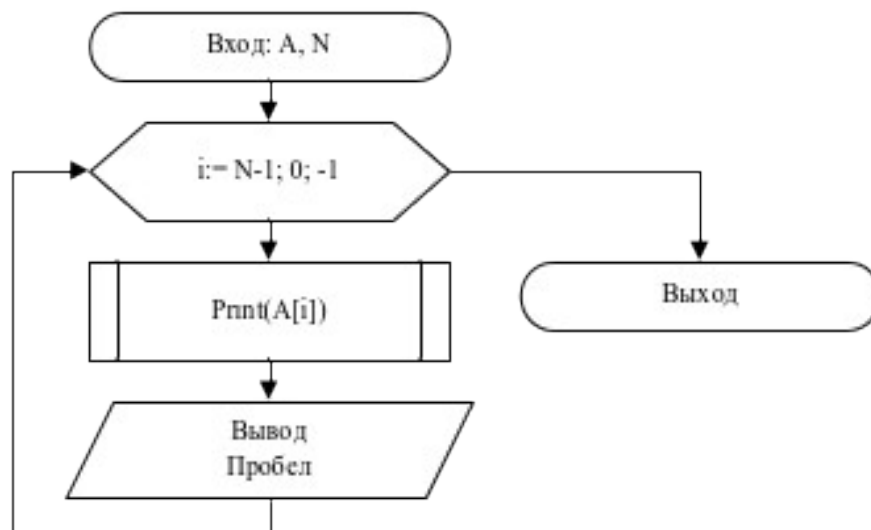 Вход: A, N
i:= N-1; 0; -1
Print(A[i])
Выход
Вывод
Пробел